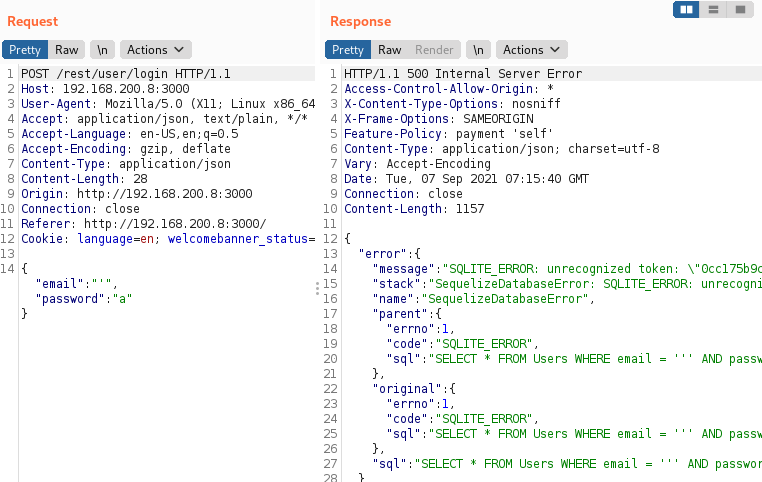 Request
Pretty Raw \n Actions
1 POST /rest/user/login HTTP/1.1
2 Host: 192.168.200.8:3000
3 User-Agent: Mozilla/5.0 (X11; Linux x86_64
4 Accept: application/json, text/plain, */*
5 Accept-Language: en-US,en;q=0.5
6 Accept-Encoding: gzip, deflate
7 Content-Type: application/json
8 Content-Length: 28
9 Origin: http://192.168.200.8:3000
10 Connection: close
11 Referer: http://192.168.200.8:3000/
12 Cookie: language=en; welcomebanner_status=
13
14 {
"email":"'",
"password":"a"
}
Response
Pretty Raw Render \n Actions
1 HTTP/1.1 500 Internal Server Error
2 Access-Control-Allow-Origin: *
3 X-Content-Type-Options: nosniff
4 X-Frame-Options: SAMEORIGIN
5 Feature-Policy: payment 'self'
6 Content-Type: application/json; charset=utf-8
7 Vary: Accept-Encoding
8 Date: Tue, 07 Sep 2021 07:15:40 GMT
9 Connection: close
10 Content-Length: 1157
11
12 {
13 "error":{
14 "message":"SQLITE_ERROR: unrecognized token: \"0cc175b9c
15 "stack":"SequelizeDatabaseError: SQLITE_ERROR: unrecogni
16 "name":"SequelizeDatabaseError",
17 "parent":{
18 "errno":1,
19 "code":"SQLITE_ERROR",
20 "sql":"SELECT * FROM Users WHERE email = ''' AND passw
21 },
22 "original":{
23 "errno":1,
24 "code":"SQLITE_ERROR",
25 "sql":"SELECT * FROM Users WHERE email = ''' AND passw
26 },
27 "sql":"SELECT * FROM Users WHERE email = ''' AND passwor
28 }